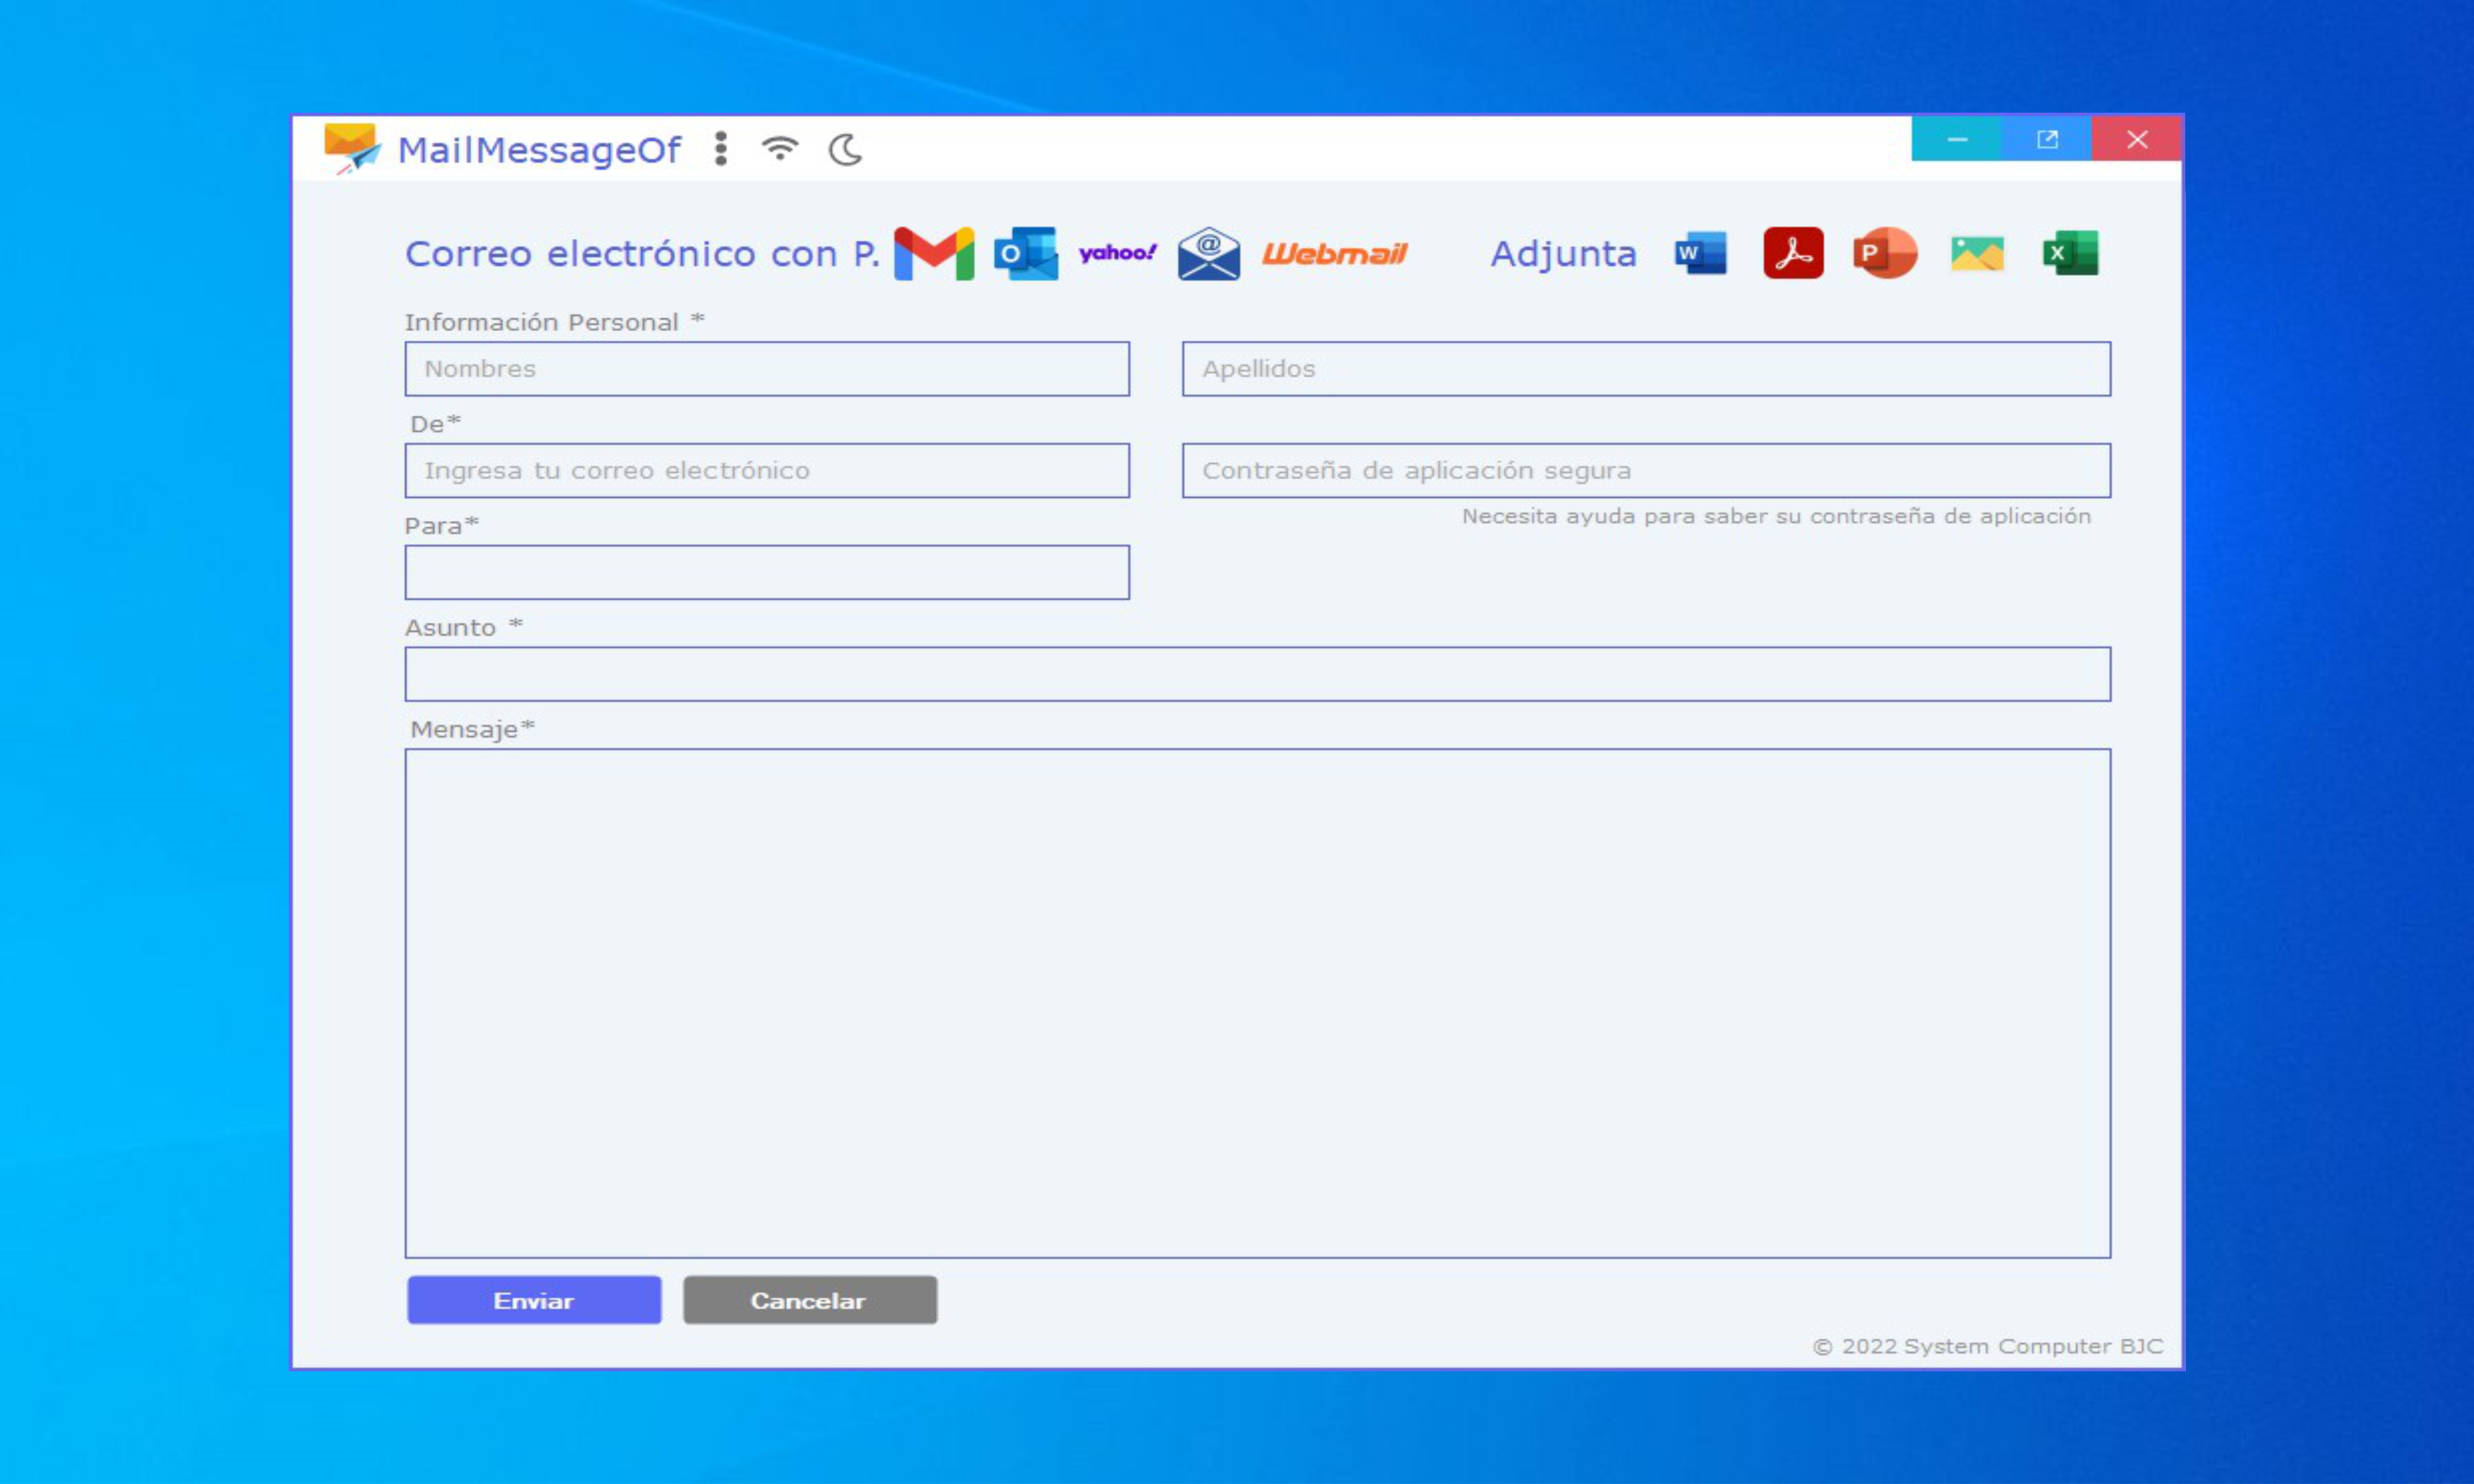 MailMessageOf
Correo electrónico con P. yahoo! Webmail Adjunta
Información Personal *
Nombres Apellidos
De*
Ingresa tu correo electrónico Contraseña de aplicación segura
Para* Necesita ayuda para saber su contraseña de aplicación
Asunto *
Mensaje*
Enviar Cancelar
© 2022 System Computer BJC